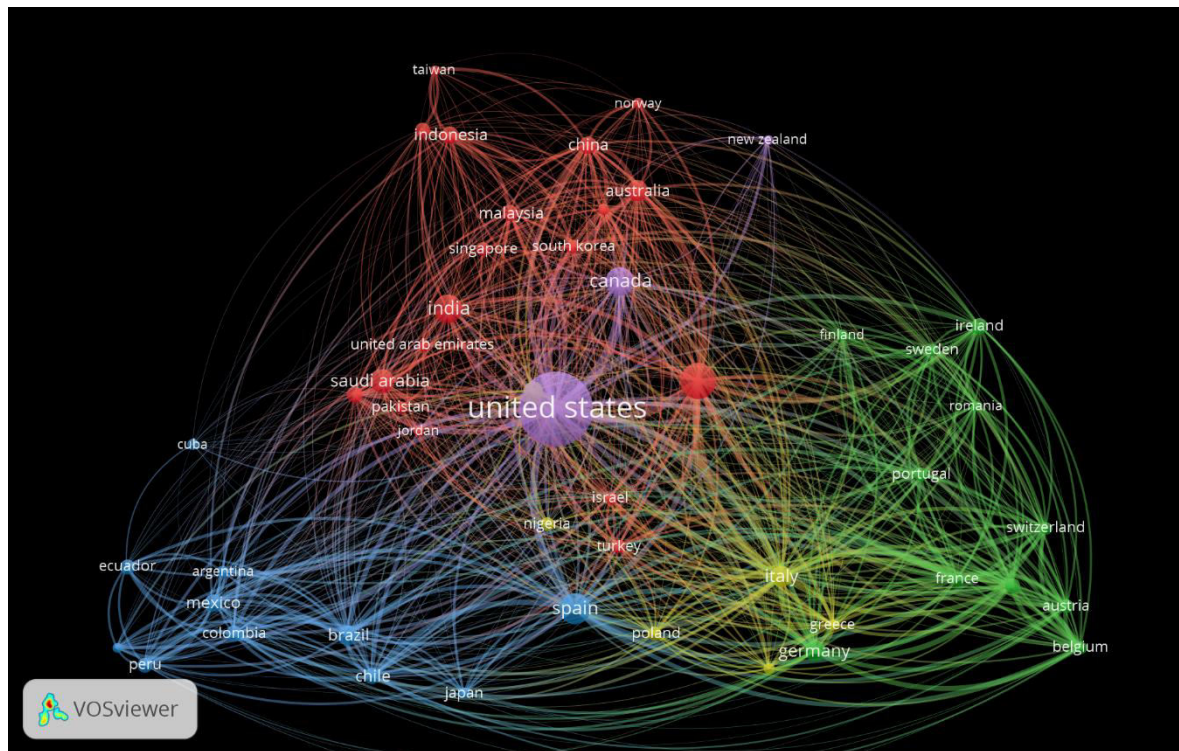 taiwan
norway
indonesia
china
new zealand
australia
malaysia
singapore
south korea
canada
india
ireland
finland
united arab emirates
sweden
saudi arabia
pakistan
united states
romania
jordan
cuba
portugal
israel
nigeria
switzerland
turkey
ecuador
argentina
italy
france
mexico
spain
austria
colombia
brazil
poland
greece
germany
belgium
peru
chile
japan
VOSviewer